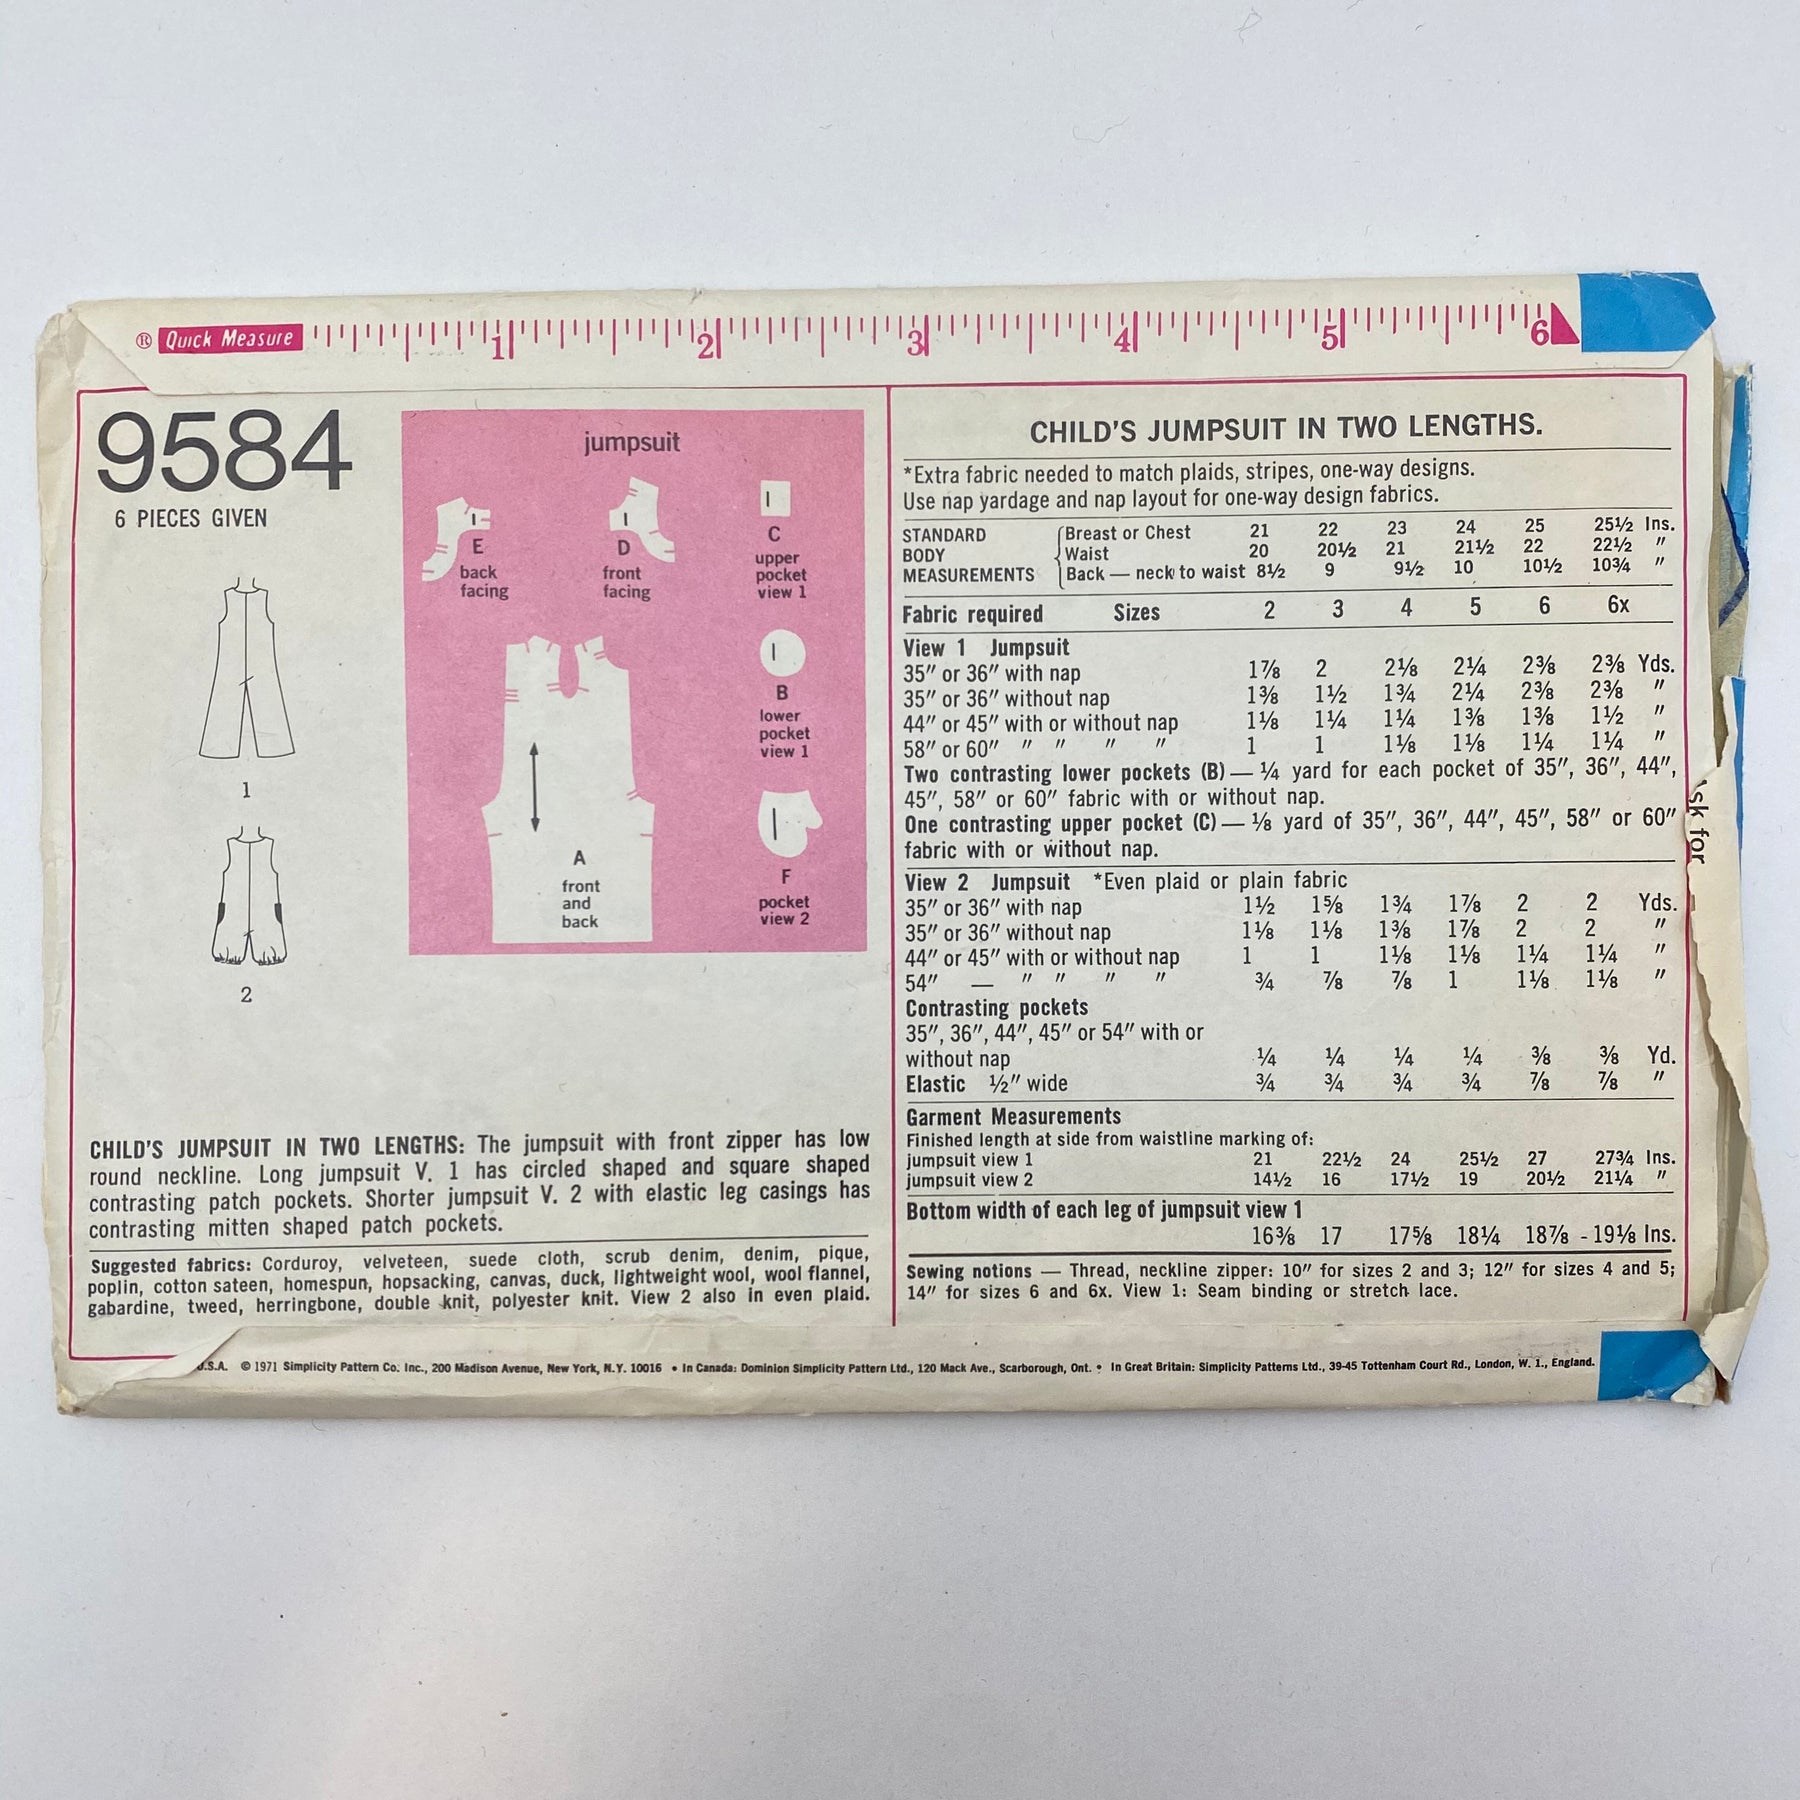 ® Quick Measure 1 2 3 4 5 6
9584
6 PIECES GIVEN
1
2
jumpsuit
E
back
facing
D
front
facing
C
upper
pocket
view 1
B
lower
pocket
view 1
A
front
and
back
F
pocket
view 2
CHILD'S JUMPSUIT IN TWO LENGTHS: The jumpsuit with front zipper has low
round neckline. Long jumpsuit V. 1 has circled shaped and square shaped
contrasting patch pockets. Shorter jumpsuit V. 2 with elastic leg casings has
contrasting mitten shaped patch pockets.
Suggested fabrics: Corduroy, velveteen, suede cloth, scrub denim, denim, pique,
poplin, cotton sateen, homespun, hopsacking, canvas, duck, lightweight wool, wool flannel,
gabardine, tweed, herringbone, double knit, polyester knit. View 2 also in even plaid.
CHILD'S JUMPSUIT IN TWO LENGTHS.
*Extra fabric needed to match plaids, stripes, one-way designs.
Use nap yardage and nap layout for one-way design fabrics.
STANDARD Breast or Chest 21 22 23 24 25 25½ Ins.
BODY Waist 20 20½ 21 21½ 22 22½ "
MEASUREMENTS Back — neck to waist 8½ 9 9½ 10 10½ 10¾ "
Fabric required Sizes 2 3 4 5 6 6x
View 1 Jumpsuit
35" or 36" with nap 1⅞ 2 2⅛ 2¼ 2⅜ 2⅜ Yds.
35" or 36" without nap 1⅜ 1½ 1¾ 2¼ 2⅜ 2⅜ "
44" or 45" with or without nap 1⅛ 1¼ 1¼ 1⅜ 1⅜ 1½ "
58" or 60" " " " " 1 1 1⅛ 1⅛ 1¼ 1¼ "
Two contrasting lower pockets (B) — ¼ yard for each pocket of 35", 36", 44",
45", 58" or 60" fabric with or without nap.
One contrasting upper pocket (C) — ⅛ yard of 35", 36", 44", 45", 58" or 60"
fabric with or without nap.
View 2 Jumpsuit *Even plaid or plain fabric
35" or 36" with nap 1½ 1⅝ 1¾ 1⅞ 2 2 Yds.
35" or 36" without nap 1⅛ 1⅛ 1⅜ 1⅞ 2 2 "
44" or 45" with or without nap 1 1 1⅛ 1⅛ 1¼ 1¼ "
54" — " " " " ¾ ⅞ ⅞ 1 1⅛ 1⅛ "
Contrasting pockets
35", 36", 44", 45" or 54" with or
without nap ¼ ¼ ¼ ¼ ⅜ ⅜ Yd.
Elastic ½" wide ¾ ¾ ¾ ¾ ⅞ ⅞ "
Garment Measurements
Finished length at side from waistline marking of:
jumpsuit view 1 21 22½ 24 25½ 27 27¾ Ins.
jumpsuit view 2 14½ 16 17½ 19 20½ 21¼ "
Bottom width of each leg of jumpsuit view 1
16⅜ 17 17⅝ 18¼ 18⅞ - 19⅛ Ins.
Sewing notions — Thread, neckline zipper: 10" for sizes 2 and 3; 12" for sizes 4 and 5;
14" for sizes 6 and 6x. View 1: Seam binding or stretch lace.
sk for
U.S.A. © 1971 Simplicity Pattern Co. Inc., 200 Madison Avenue, New York, N.Y. 10016 • In Canada: Dominion Simplicity Pattern Ltd., 120 Mack Ave., Scarborough, Ont. • In Great Britain: Simplicity Patterns Ltd., 39-45 Tottenham Court Rd., London, W. 1., England.